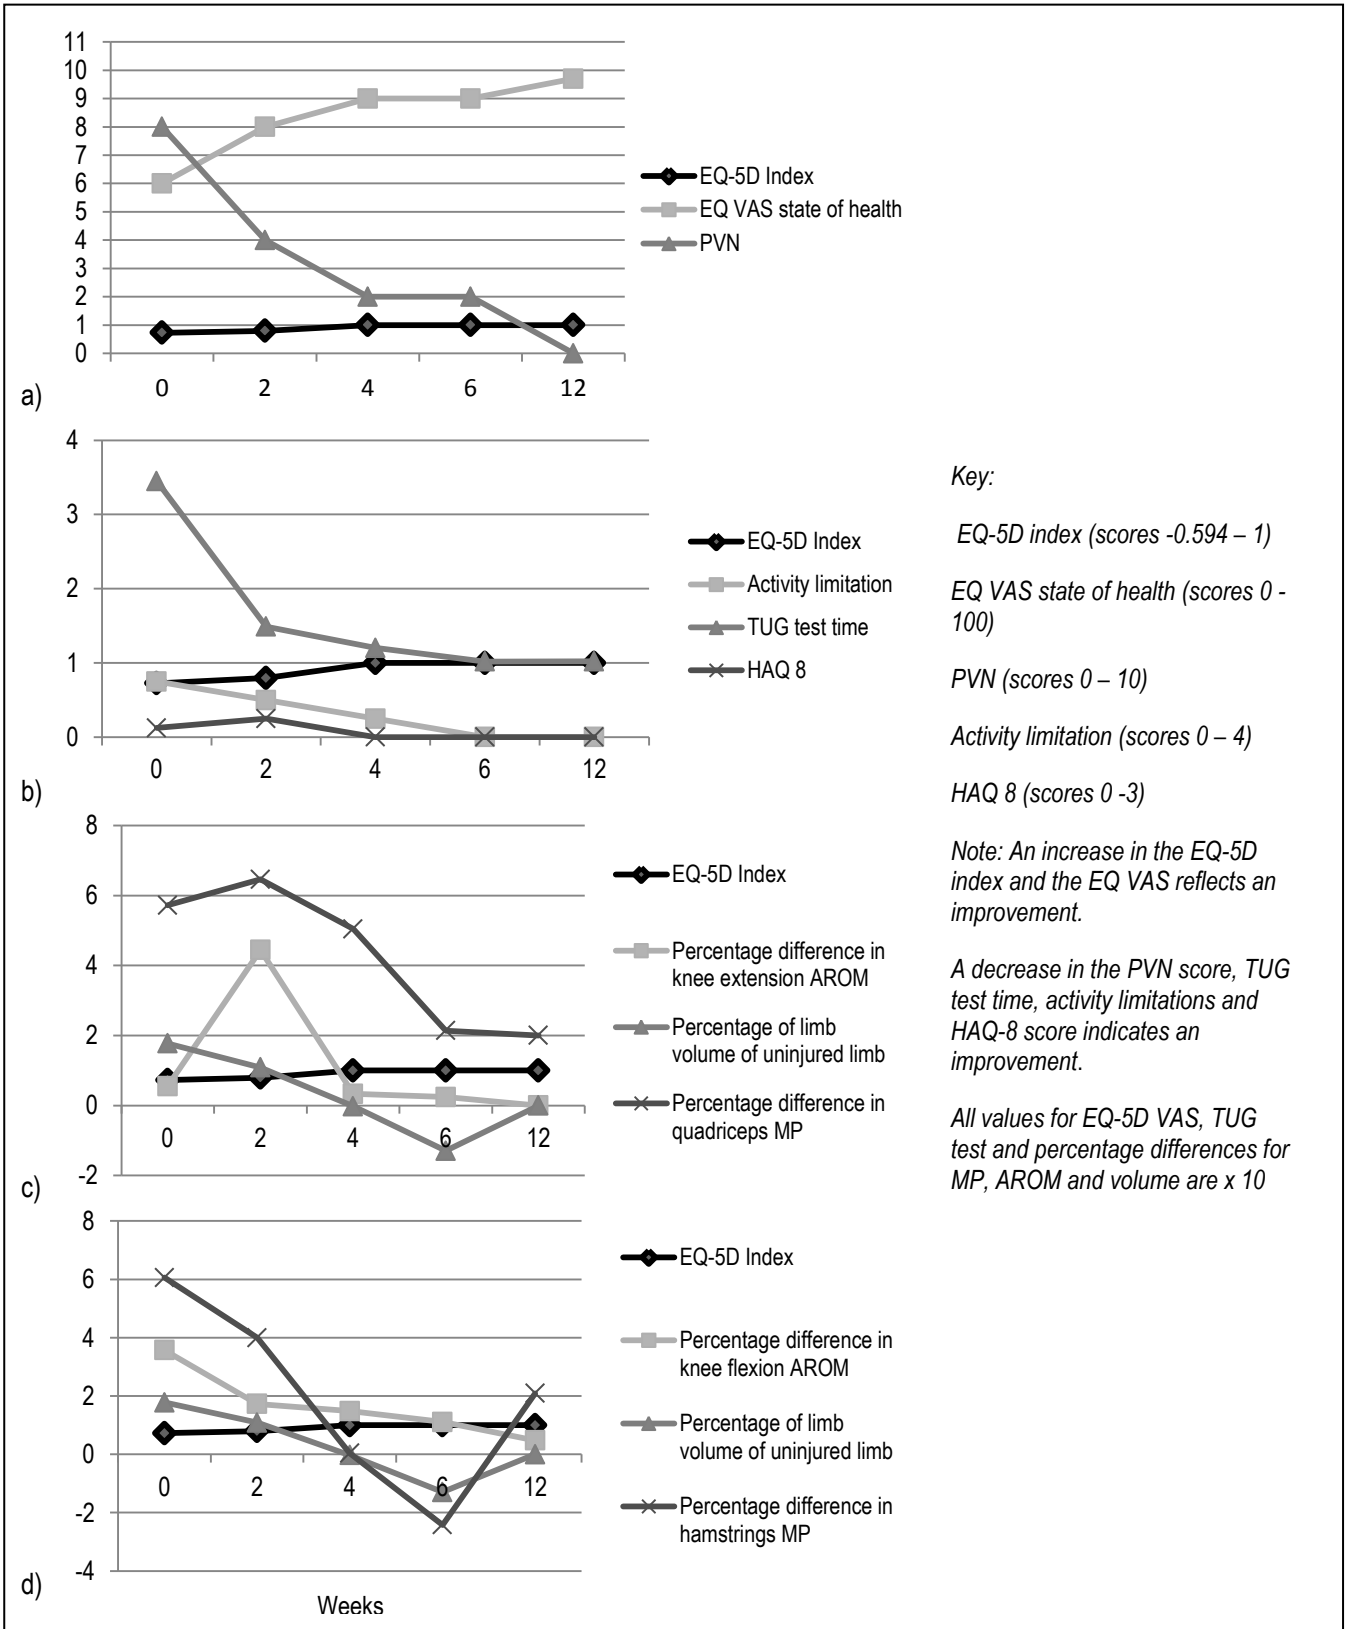 11
10
9
8
7
6
5
4
3
2
1
0
0 2 4 6 12
EQ-5D Index
EQ VAS state of health
PVN
a)
4
3
2
1
0
0 2 4 6 12
EQ-5D Index
Activity limitation
TUG test time
HAQ 8
b)
8
6
4
2
0
-2
0 2 4 6 12
EQ-5D Index
Percentage difference in
knee extension AROM
Percentage of limb
volume of uninjured limb
Percentage difference in
quadriceps MP
c)
8
6
4
2
0
-2
-4
0 2 4 6 12
EQ-5D Index
Percentage difference in
knee flexion AROM
Percentage of limb
volume of uninjured limb
Percentage difference in
hamstrings MP
d)
Weeks
Key:
EQ-5D index (scores -0.594 – 1)
EQ VAS state of health (scores 0 -
100)
PVN (scores 0 – 10)
Activity limitation (scores 0 – 4)
HAQ 8 (scores 0 -3)
Note: An increase in the EQ-5D
index and the EQ VAS reflects an
improvement.
A decrease in the PVN score, TUG
test time, activity limitations and
HAQ-8 score indicates an
improvement.
All values for EQ-5D VAS, TUG
test and percentage differences for
MP, AROM and volume are x 10